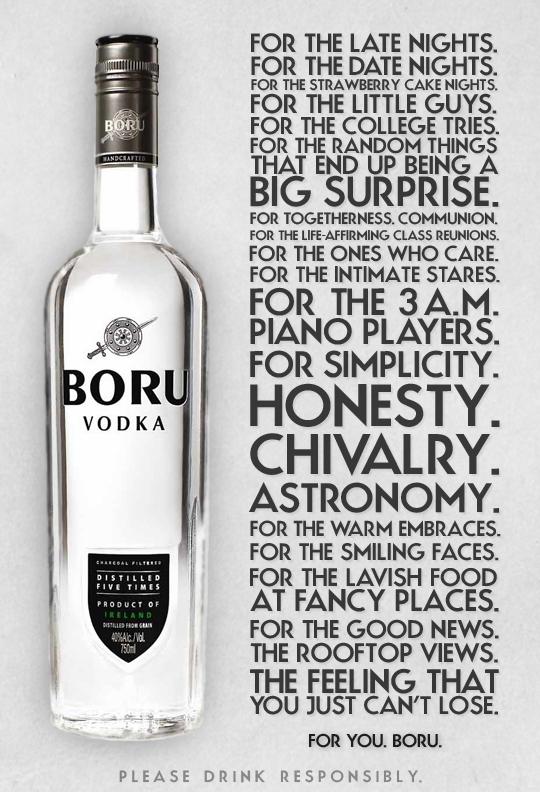 BORU
HANDCRAFTED
BORU
VODKA
CHARCOAL FILTERED
DISTILLED
FIVE TIMES
PRODUCT OF
IRELAND
DISTILLED FROM GRAIN
40%Alc./Vol.
750ml
FOR THE LATE NIGHTS.
FOR THE DATE NIGHTS.
FOR THE STRAWBERRY CAKE NIGHTS.
FOR THE LITTLE GUYS.
FOR THE COLLEGE TRIES.
FOR THE RANDOM THINGS
THAT END UP BEING A
BIG SURPRISE.
FOR TOGETHERNESS. COMMUNION.
FOR THE LIFE-AFFIRMING CLASS REUNIONS.
FOR THE ONES WHO CARE.
FOR THE INTIMATE STARES.
FOR THE 3 A.M.
PIANO PLAYERS.
FOR SIMPLICITY.
HONESTY.
CHIVALRY.
ASTRONOMY.
FOR THE WARM EMBRACES.
FOR THE SMILING FACES.
FOR THE LAVISH FOOD
AT FANCY PLACES.
FOR THE GOOD NEWS.
THE ROOFTOP VIEWS.
THE FEELING THAT
YOU JUST CAN'T LOSE.
FOR YOU. BORU.
PLEASE DRINK RESPONSIBLY.